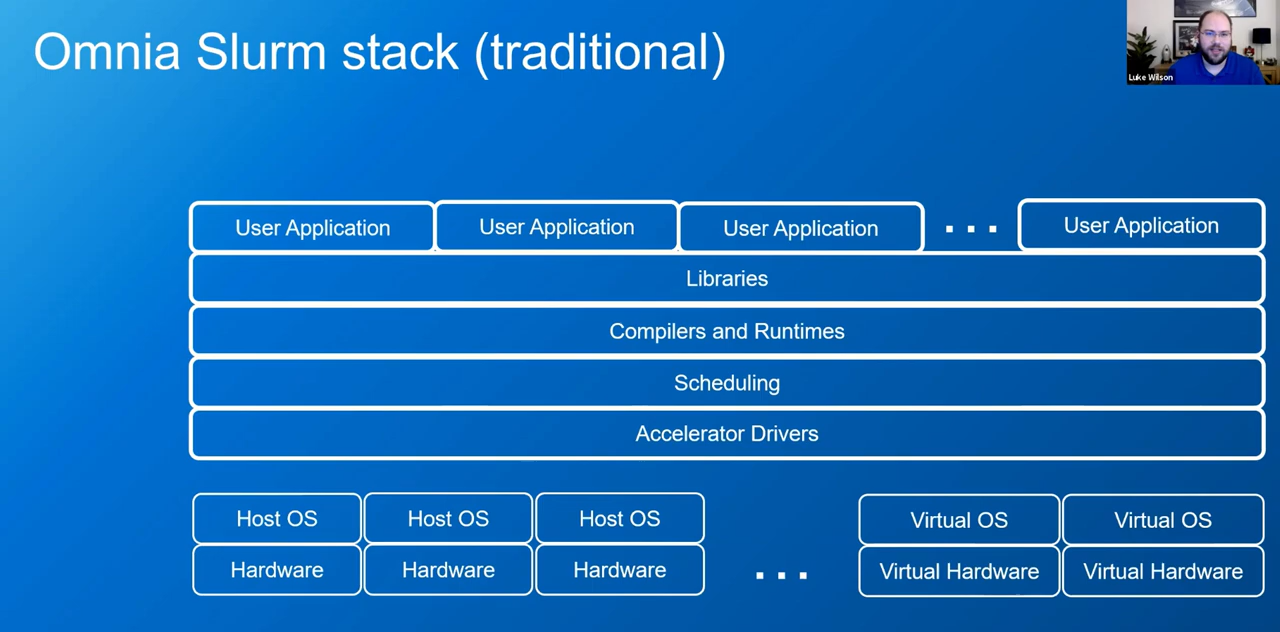 Omnia Slurm stack (traditional)
Luke Wilson
User Application User Application User Application ... User Application
Libraries
Compilers and Runtimes
Scheduling
Accelerator Drivers
Host OS Host OS Host OS Virtual OS Virtual OS
Hardware Hardware Hardware ... Virtual Hardware Virtual Hardware